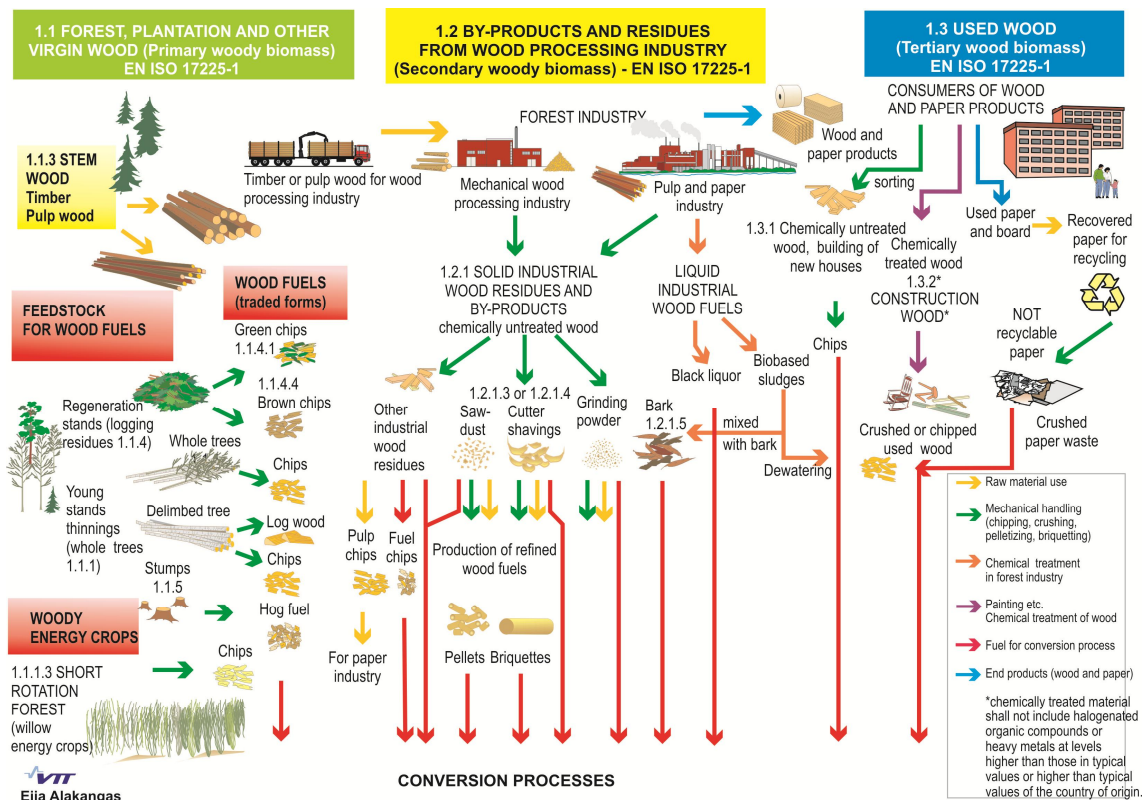 1.1 FOREST, PLANTATION AND OTHER
VIRGIN WOOD (Primary woody biomass)
EN ISO 17225-1
1.2 BY-PRODUCTS AND RESIDUES
FROM WOOD PROCESSING INDUSTRY
(Secondary woody biomass) - EN ISO 17225-1
1.3 USED WOOD
(Tertiary wood biomass)
EN ISO 17225-1
CONSUMERS OF WOOD
AND PAPER PRODUCTS
FOREST INDUSTRY
Wood and
paper products
1.1.3 STEM
WOOD
Timber
Pulp wood
Timber or pulp wood for wood
processing industry
Mechanical wood
processing industry
Pulp and paper
industry
sorting
1.3.1 Chemically untreated
wood, building of
new houses
Chemically
treated wood
1.3.2*
CONSTRUCTION
WOOD*
Used paper
and board
Recovered
paper for
recycling
NOT
recyclable
paper
Crushed
paper waste
Chips
Crushed or chipped
used wood
FEEDSTOCK
FOR WOOD FUELS
WOOD FUELS
(traded forms)
Green chips
1.1.4.1
1.1.4.4
Brown chips
Regeneration
stands (logging
residues 1.1.4)
Whole trees
Chips
Young
stands
thinnings
(whole trees
1.1.1)
Delimbed tree
Log wood
Chips
Stumps
1.1.5
Hog fuel
WOODY
ENERGY CROPS
Chips
1.1.1.3 SHORT
ROTATION
FOREST
(willow
energy crops)
1.2.1 SOLID INDUSTRIAL
WOOD RESIDUES AND
BY-PRODUCTS
chemically untreated wood
LIQUID
INDUSTRIAL
WOOD FUELS
Black liquor
Biobased
sludges
Other
industrial
wood
residues
1.2.1.3 or 1.2.1.4
Saw-
dust
Cutter
shavings
Grinding
powder
Bark
1.2.1.5
mixed
with bark
Dewatering
Pulp
chips
Fuel
chips
Production of refined
wood fuels
Pellets Briquettes
For paper
industry
Raw material use
Mechanical handling
(chipping, crushing,
pelletizing, briquetting)
Chemical treatment
in forest industry
Painting etc.
Chemical treatment of wood
Fuel for conversion process
End products (wood and paper)
*chemically treated material
shall not include halogenated
organic compounds or
heavy metals at levels
higher than those in typical
values or higher than typical
values of the country of origin.
CONVERSION PROCESSES
VTT
Eija Alakangas